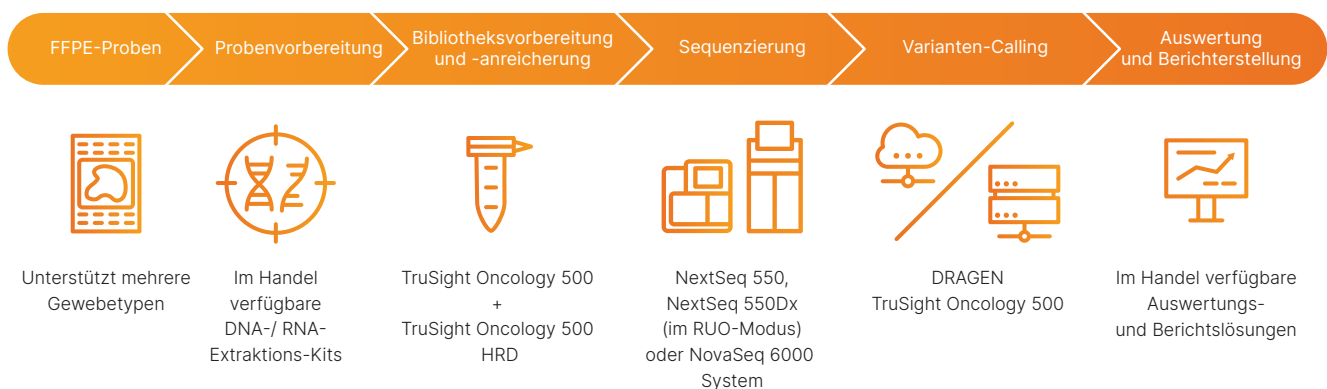 FFPE-Proben
Probenvorbereitung
Bibliotheksvorbereitung
und -anreicherung
Sequenzierung
Varianten-Calling
Auswertung
und Berichterstellung
Unterstützt mehrere
Gewebetypen
Im Handel
verfügbare
DNA-/ RNA-
Extraktions-Kits
TruSight Oncology 500
+
TruSight Oncology 500
HRD
NextSeq 550,
NextSeq 550Dx
(im RUO-Modus)
oder NovaSeq 6000
System
DRAGEN
TruSight Oncology 500
Im Handel verfügbare
Auswertungs-
und Berichtslösungen